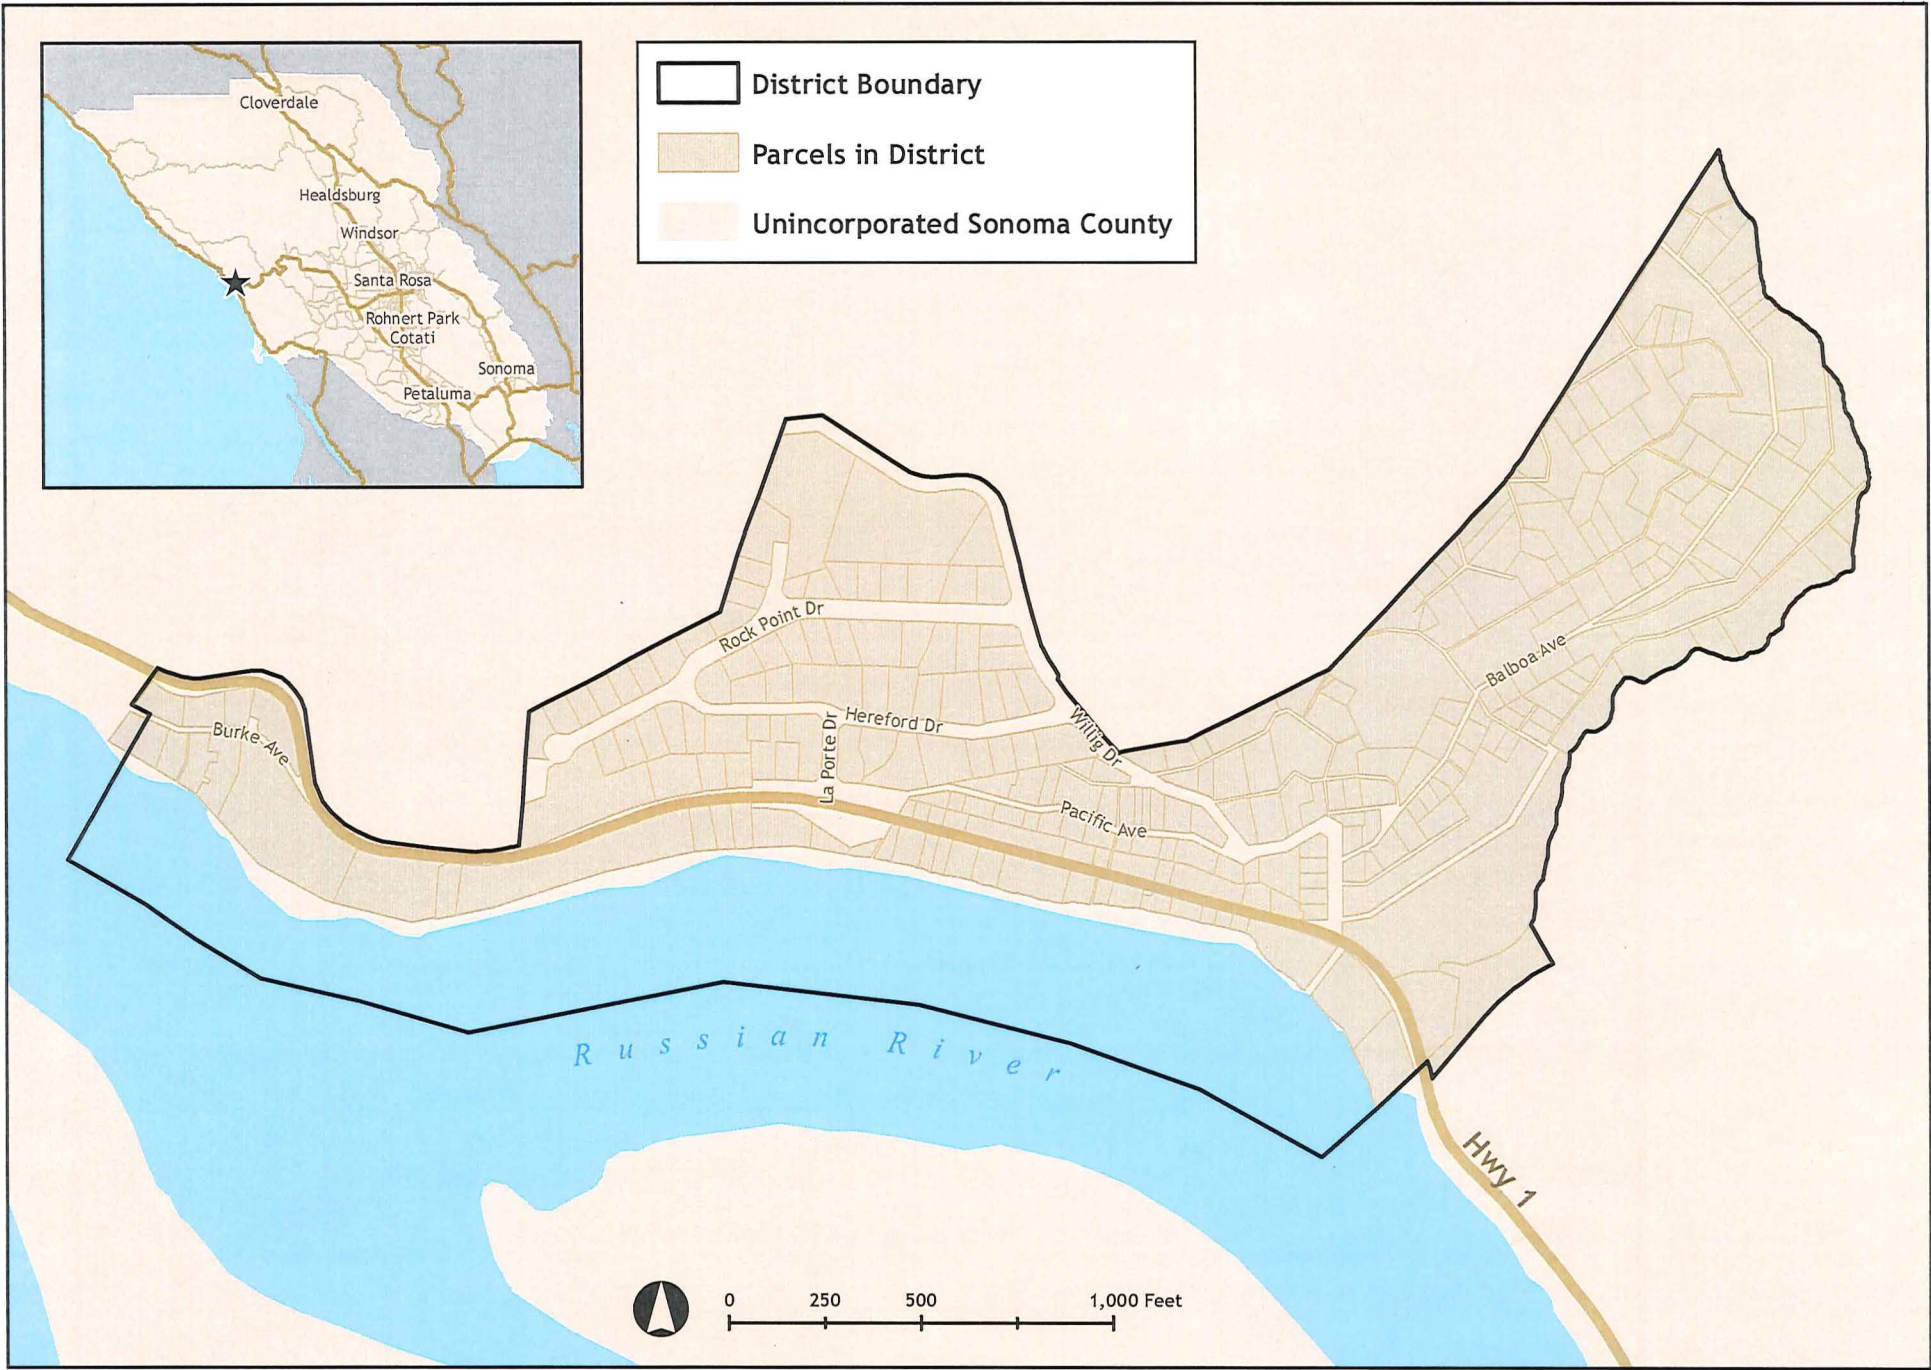 Cloverdale
Healdsburg
Windsor
Santa Rosa
Rohnert Park
Cotati
Sonoma
Petaluma
District Boundary
Parcels in District
Unincorporated Sonoma County
Rock Point Dr
Balboa Ave
Burke Ave
La Porte Dr
Hereford Dr
Willig Dr
Pacific Ave
Russian River
Hwy 1
0 250 500 1,000 Feet